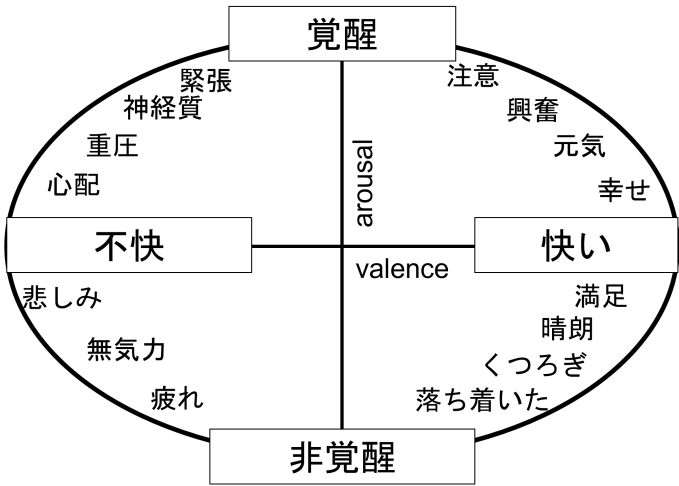 覚醒
緊張
注意
神経質
興奮
重圧
元気
心配
幸せ
arousal
不快
快い
valence
悲しみ
満足
晴朗
無気力
くつろぎ
疲れ
落ち着いた
非覚醒